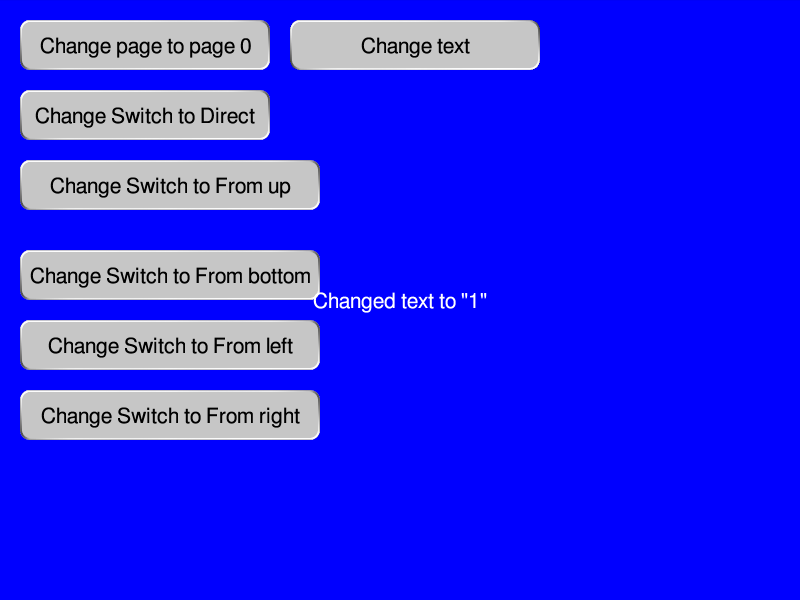 Change page to page 0
Change text
Change Switch to Direct
Change Switch to From up
Change Switch to From bottom
Changed text to "1"
Change Switch to From left
Change Switch to From right